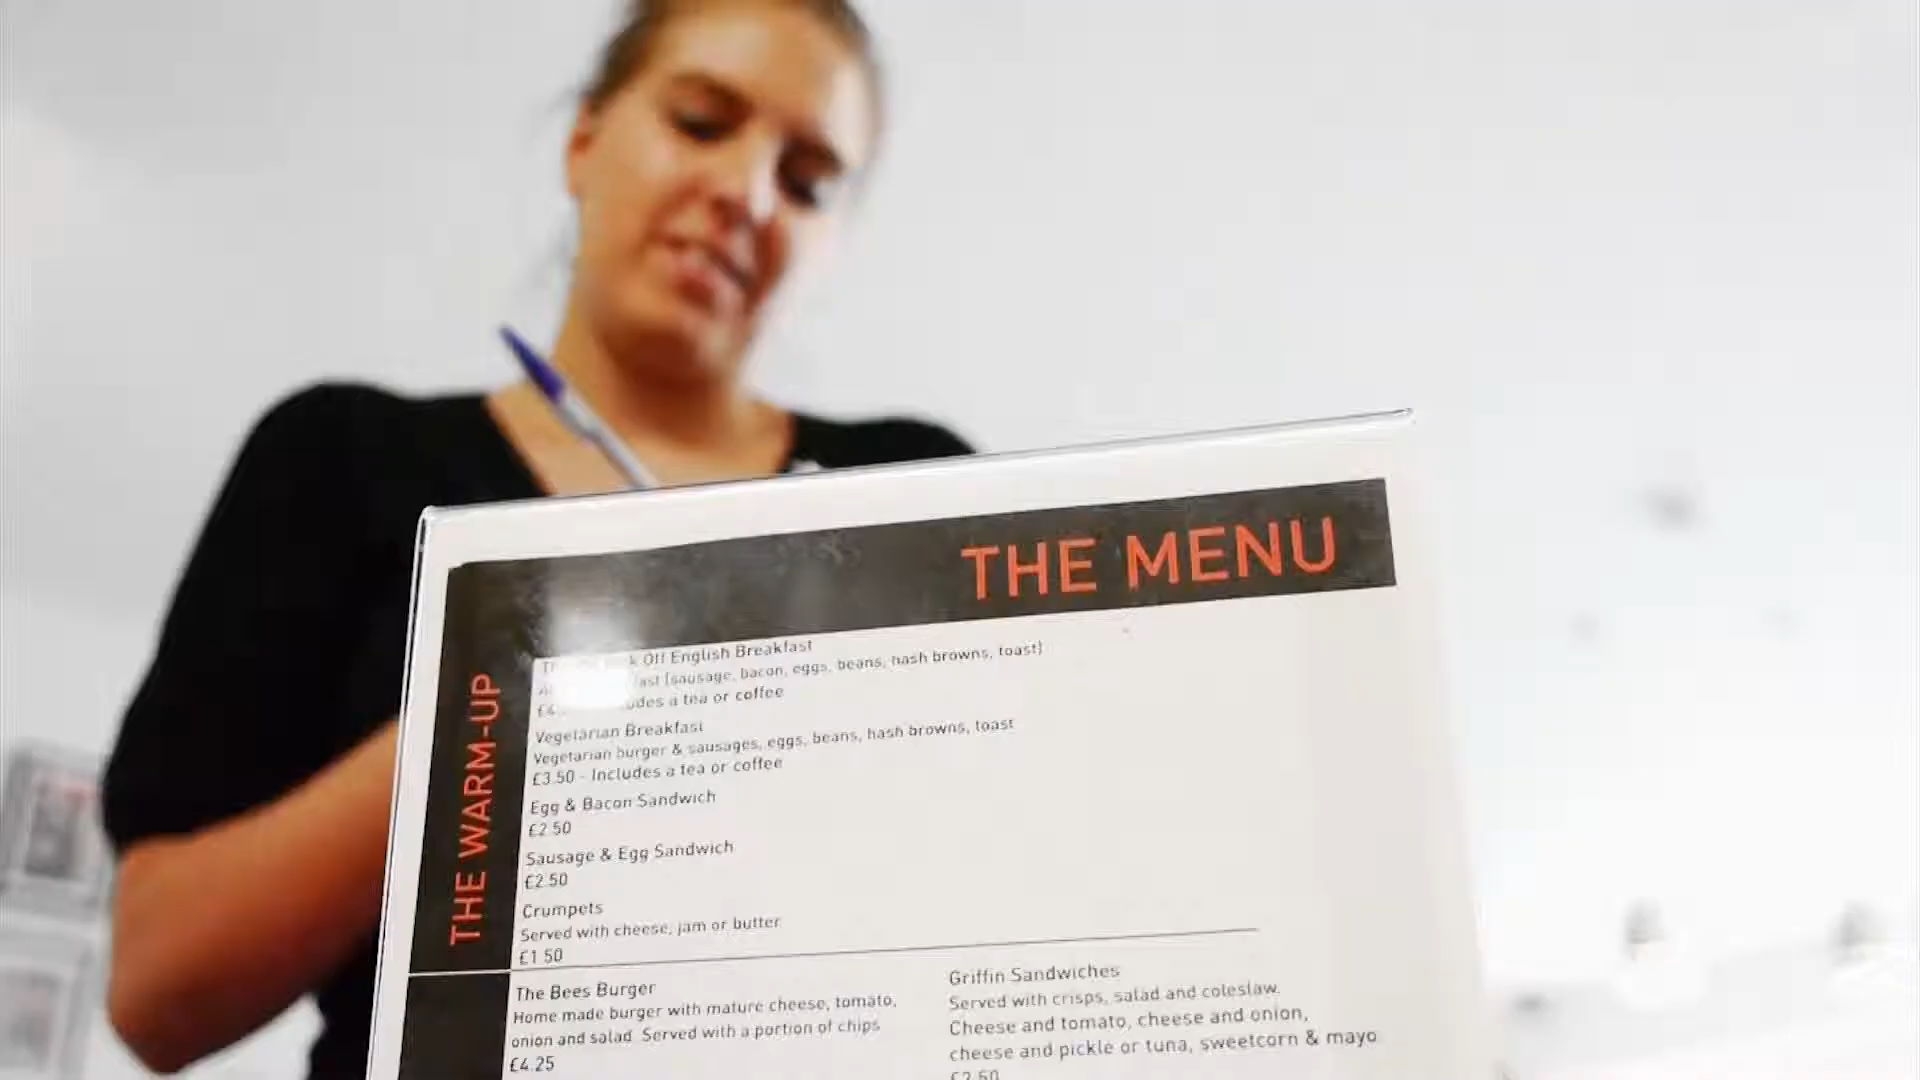 THE MENU
THE WARM-UP
Off English Breakfast
(sausage, bacon, eggs, beans, hash browns, toast)
a tea or coffee
Vegetarian Breakfast
Vegetarian burger & sausages, eggs, beans, hash browns, toast
£3.50 - Includes a tea or coffee
Egg & Bacon Sandwich
£2.50
Sausage & Egg Sandwich
£2.50
Crumpets
Served with cheese, jam or butter
£1.50
The Bees Burger
Home made burger with mature cheese, tomato,
onion and salad. Served with a portion of chips
£4.25
Griffin Sandwiches
Served with crisps, salad and coleslaw.
Cheese and tomato, cheese and onion,
cheese and pickle or tuna, sweetcorn & mayo
£2.50